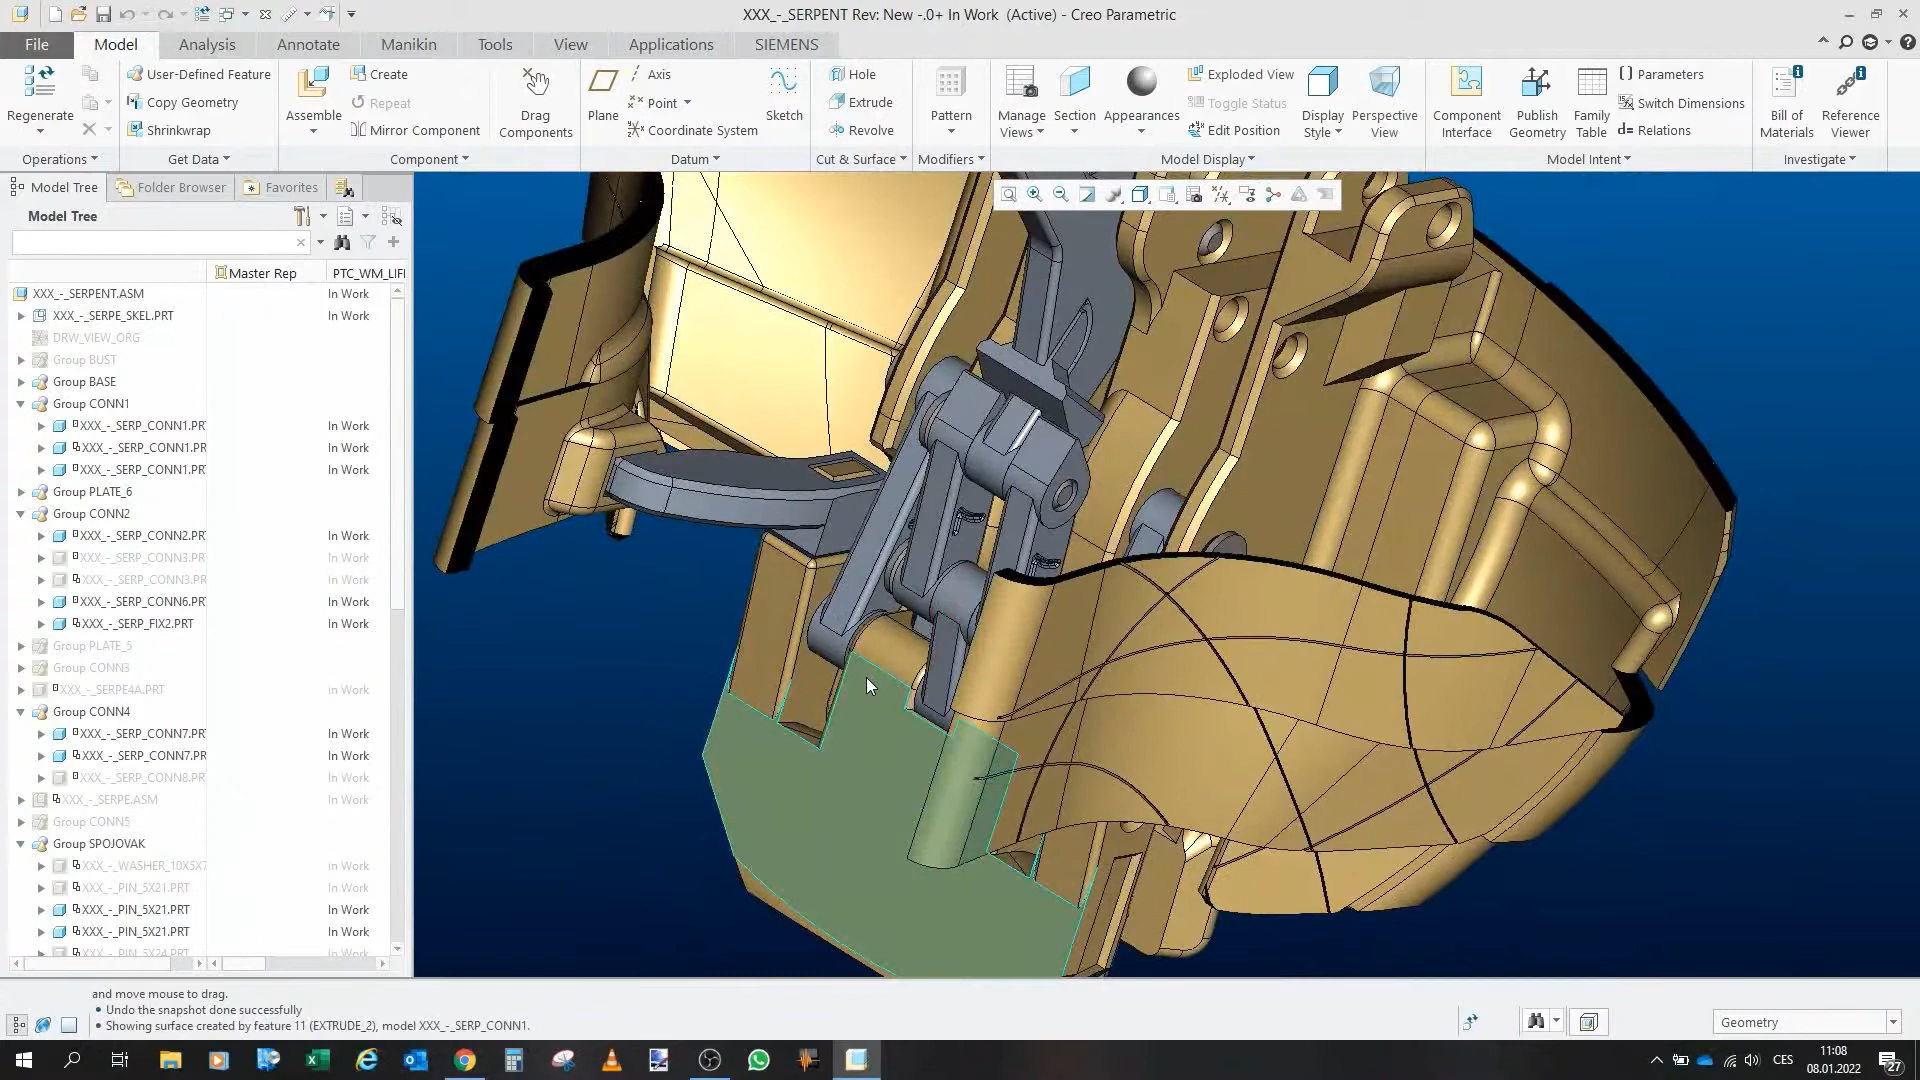 XXX_-_SERPENT Rev: New -.0+ In Work (Active) - Creo Parametric
File Model Analysis Annotate Manikin Tools View Applications SIEMENS
Regenerate
User-Defined Feature
Copy Geometry
Shrinkwrap
Assemble
Create
Repeat
Mirror Component
Drag
Components
Plane
Axis
Point
Coordinate System
Sketch
Hole
Extrude
Revolve
Pattern
Manage
Views
Section
Appearances
Exploded View
Toggle Status
Edit Position
Display
Style
Perspective
View
Component
Interface
Publish
Geometry
Family
Table
Parameters
Switch Dimensions
d= Relations
Bill of
Materials
Reference
Viewer
Operations Get Data Component Datum Cut & Surface Modifiers Model Display Model Intent Investigate
Model Tree Folder Browser Favorites
Model Tree
Master Rep PTC_WM_LIF
XXX_-_SERPENT.ASM In Work
XXX_-_SERPE_SKEL.PRT In Work
DRW_VIEW_ORG
Group BUST
Group BASE
Group CONN1
XXX_-_SERP_CONN1.PR In Work
XXX_-_SERP_CONN1.PR In Work
XXX_-_SERP_CONN1.PR In Work
Group PLATE_6
Group CONN2
XXX_-_SERP_CONN2.PR In Work
XXX_-_SERP_CONN3.PR In Work
XXX_-_SERP_CONN3.PR In Work
XXX_-_SERP_CONN6.PR In Work
XXX_-_SERP_FIX2.PRT In Work
Group PLATE_5
Group CONN3
XXX_-_SERPE4A.PRT In Work
Group CONN4
XXX_-_SERP_CONN7.PR In Work
XXX_-_SERP_CONN7.PR In Work
XXX_-_SERP_CONN8.PR In Work
XXX_-_SERPE.ASM In Work
Group CONN5
Group SPOJOVAK
XXX_-_WASHER_10X5X7 In Work
XXX_-_PIN_5X21.PRT In Work
XXX_-_PIN_5X21.PRT In Work
XXX_-_PIN_5X21.PRT In Work
XXX_-_PIN_5X24.PRT In Work
and move mouse to drag.
• Undo the snapshot done successfully
• Showing surface created by feature 11 (EXTRUDE_2), model XXX_-_SERP_CONN1.
Geometry
CES
11:08
08.01.2022
27